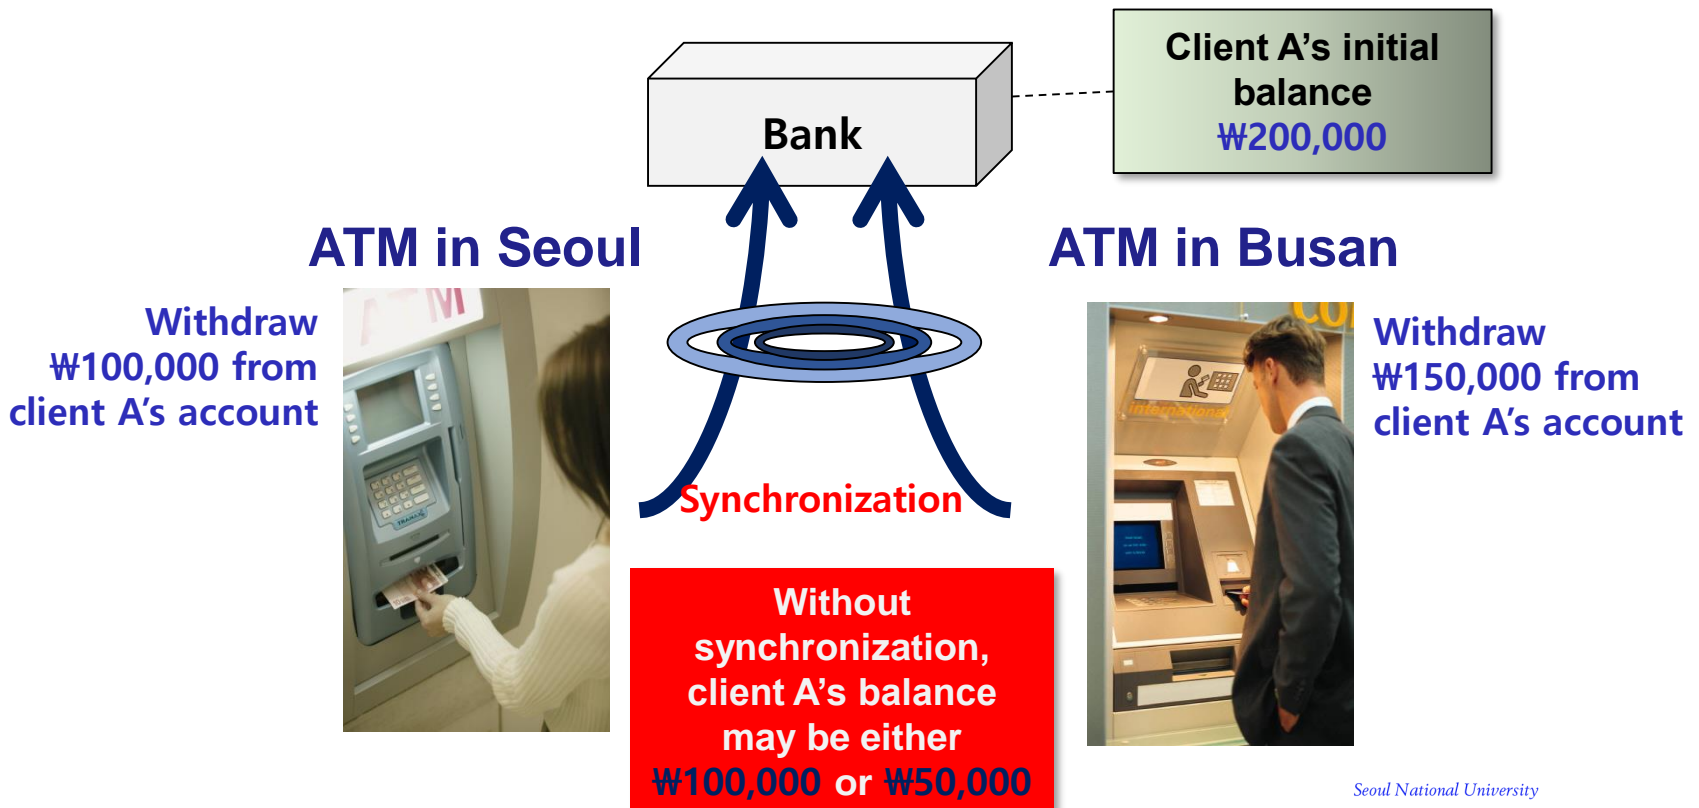 Client A’s initial
balance
₩200,000
Bank
ATM in Seoul
ATM in Busan
Withdraw
₩100,000 from
client A’s account
ATM
international
Withdraw
₩150,000 from
client A’s account
Synchronization
Without
synchronization,
client A’s balance
may be either
₩100,000 or ₩50,000
Seoul National University